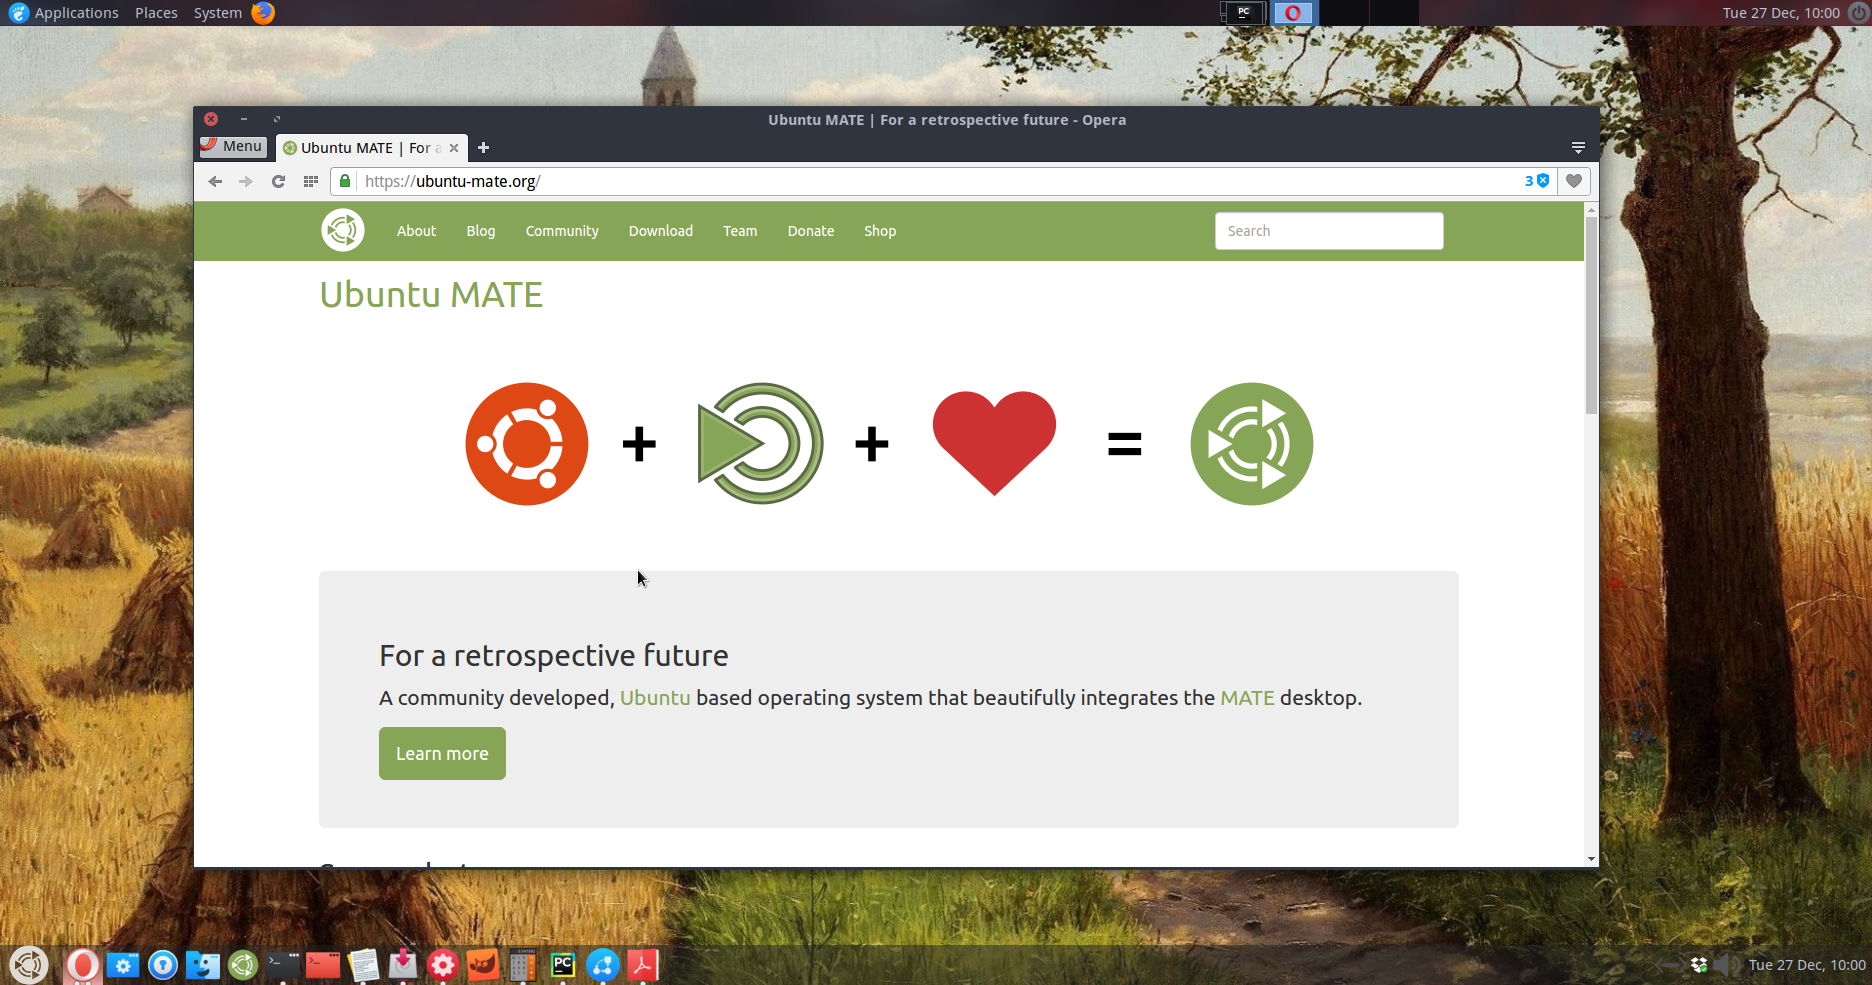 Applications Places System
PC
Tue 27 Dec, 10:00
Ubuntu MATE | For a retrospective future - Opera
Menu
Ubuntu MATE | For a
https://ubuntu-mate.org/
3
About Blog Community Download Team Donate Shop
Search
Ubuntu MATE
+ + =
For a retrospective future
A community developed, Ubuntu based operating system that beautifully integrates the MATE desktop.
Learn more
PC
Tue 27 Dec, 10:00